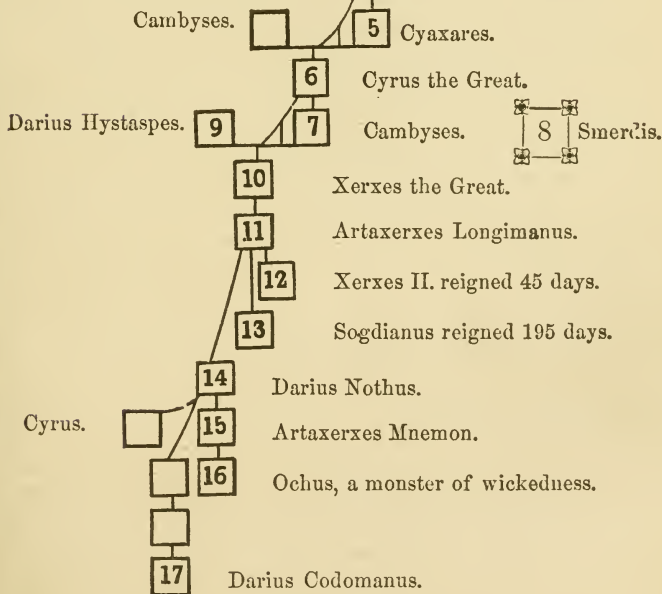 Cambyses. 5 Cyaxares.
6 Cyrus the Great.
Darius Hystaspes. 9 7 Cambyses. 8 Smerdis.
10 Xerxes the Great.
11 Artaxerxes Longimanus.
12 Xerxes II. reigned 45 days.
13 Sogdianus reigned 195 days.
14 Darius Nothus.
Cyrus. 15 Artaxerxes Mnemon.
16 Ochus, a monster of wickedness.
17 Darius Codomanus.